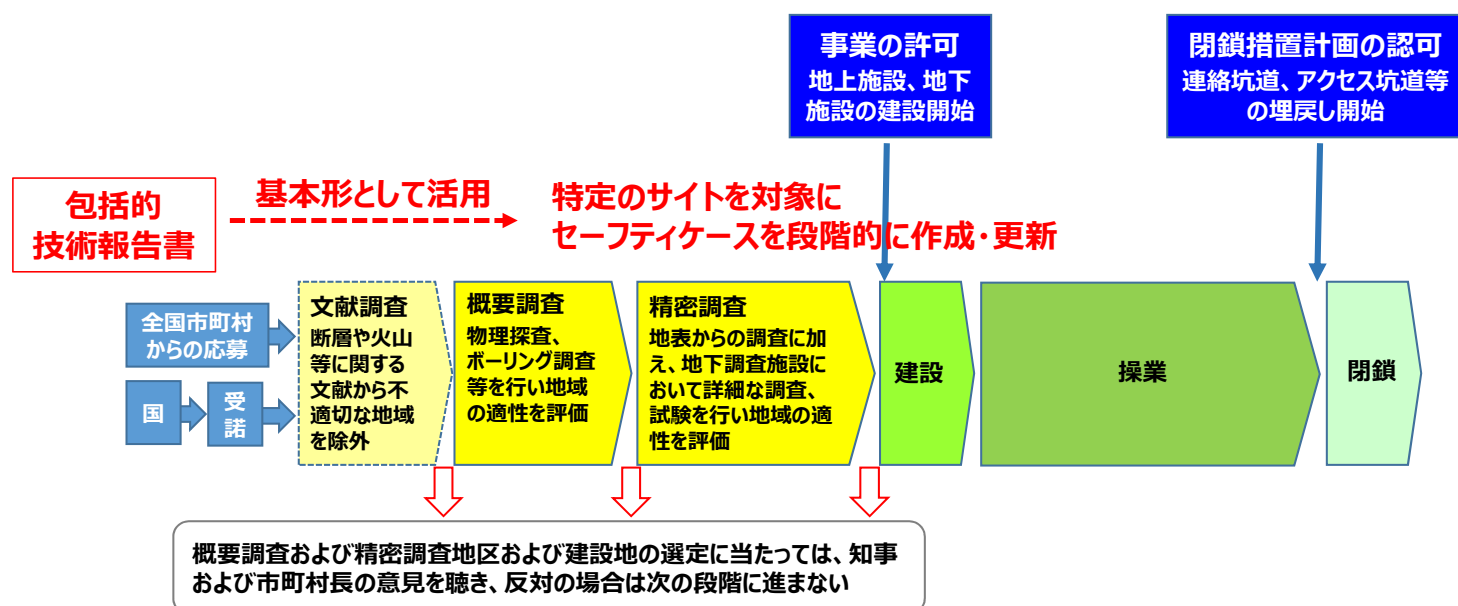 事業の許可
地上施設、地下
施設の建設開始
閉鎖措置計画の認可
連絡坑道、アクセス坑道等
の埋戻し開始
包括的
技術報告書
基本形として活用
特定のサイトを対象に
セーフティケースを段階的に作成・更新
全国市町村
からの応募
国
受
諾
文献調査
断層や火山
等に関する
文献から不
適切な地域
を除外
概要調査
物理探査、
ボーリング調査
等を行い地域
の適性を評価
精密調査
地表からの調査に加
え、地下調査施設に
おいて詳細な調査、
試験を行い地域の適
性を評価
建設
操業
閉鎖
概要調査および精密調査地区および建設地の選定に当たっては、知事
および市町村長の意見を聴き、反対の場合は次の段階に進まない